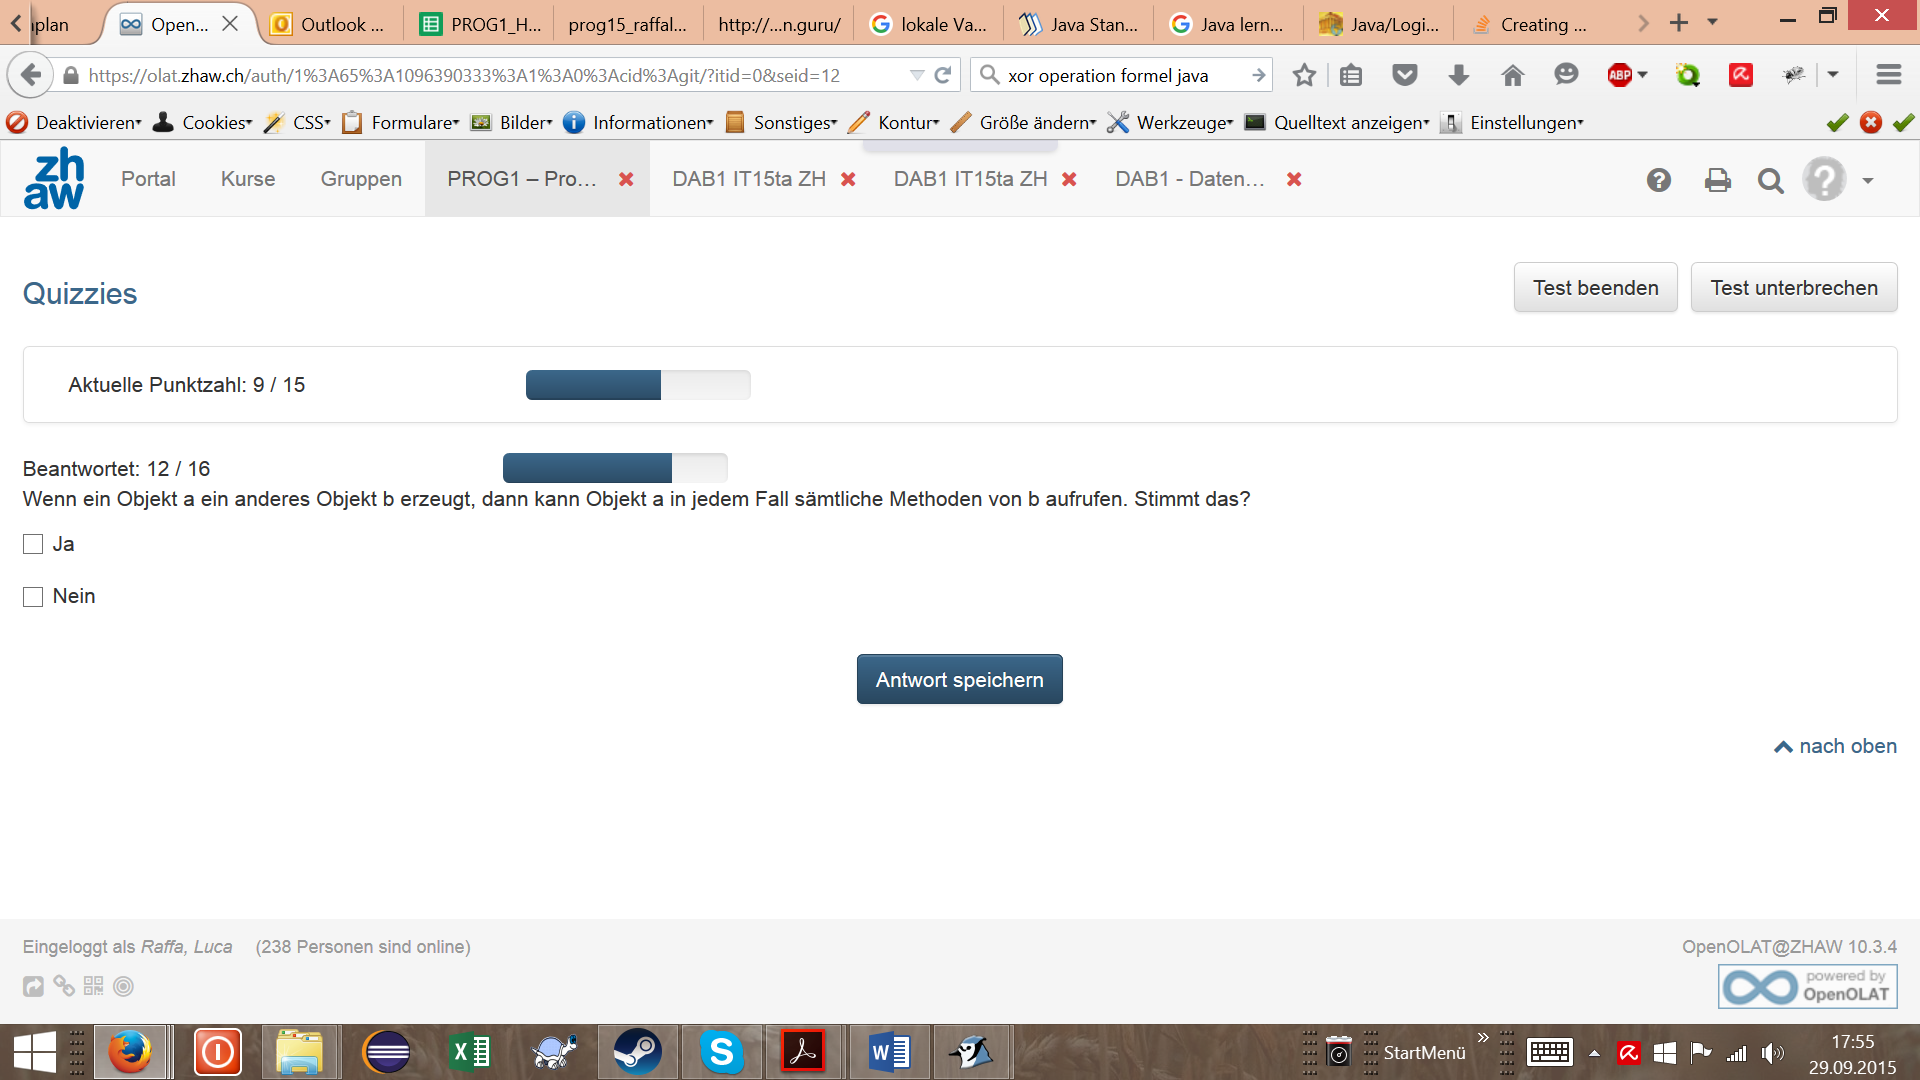 ıplan
Open...
Outlook ...
PROG1_H...
prog15_raffal...
http://...n.guru/
lokale Va...
Java Stan...
Java lern...
Java/Logi...
Creating ...
https://olat.zhaw.ch/auth/1%3A65%3A1096390333%3A1%3A0%3Acid%3Agit/?itid=0&seid=12
xor operation formel java
ABP
Deaktivieren
Cookies
CSS
Formulare
Bilder
Informationen
Sonstiges
Kontur
Größe ändern
Werkzeuge
Quelltext anzeigen
Einstellungen
zh
aw
Portal
Kurse
Gruppen
PROG1 – Pro...
DAB1 IT15ta ZH
DAB1 IT15ta ZH
DAB1 - Daten...
Quizzies
Test beenden
Test unterbrechen
Aktuelle Punktzahl: 9 / 15
Beantwortet: 12 / 16
Wenn ein Objekt a ein anderes Objekt b erzeugt, dann kann Objekt a in jedem Fall sämtliche Methoden von b aufrufen. Stimmt das?
Ja
Nein
Antwort speichern
nach oben
Eingeloggt als Raffa, Luca (238 Personen sind online)
OpenOLAT@ZHAW 10.3.4
powered by
OpenOLAT
StartMenü
17:55
29.09.2015